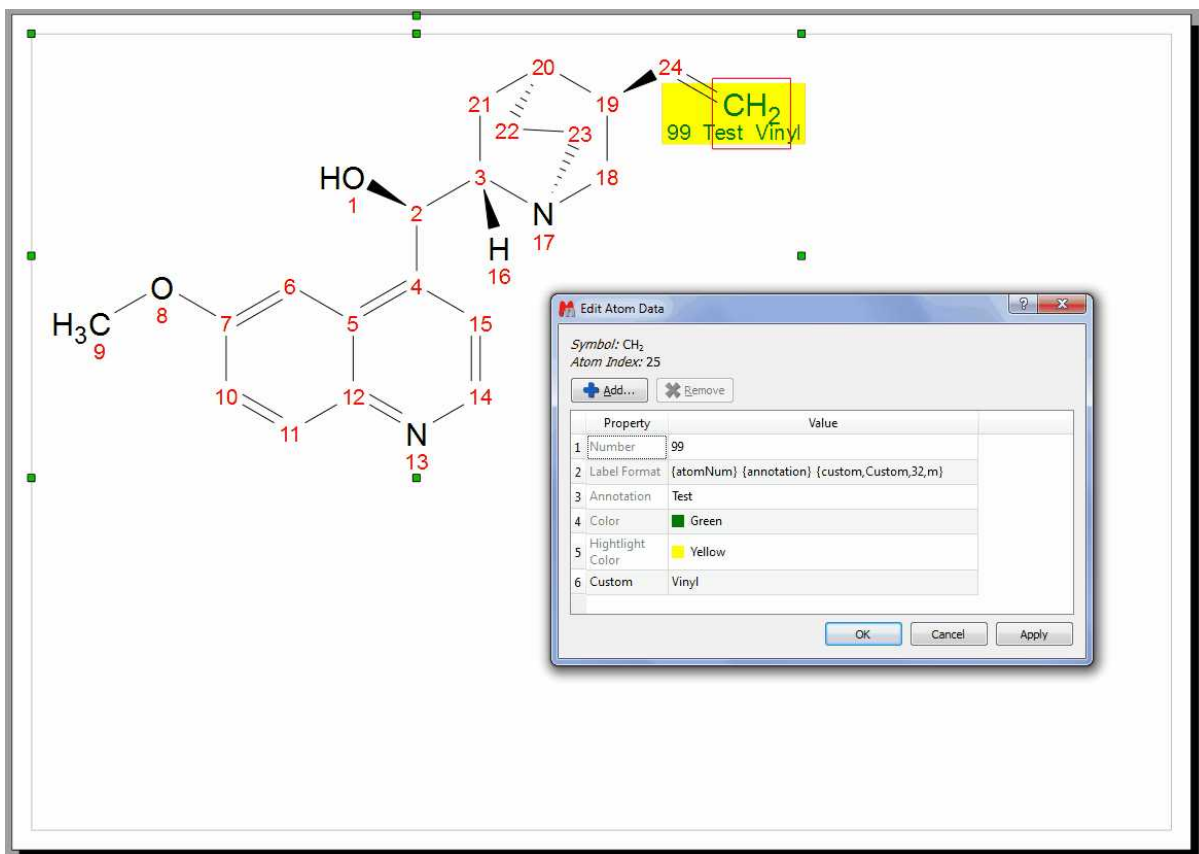 20 24
21 19 CH2
22 23 99 Test Vinyl
HO 3 18
1 2 N
17
H
16
O 6 4
8
H3C 7 5 15
9
10 12 14
11 N
13
Edit Atom Data
Symbol: CH2
Atom Index: 25
Add... Remove
Property Value
1 Number 99
2 Label Format {atomNum} {annotation} {custom,Custom,32,m}
3 Annotation Test
4 Color Green
5 Hightlight Color Yellow
6 Custom Vinyl
OK Cancel Apply